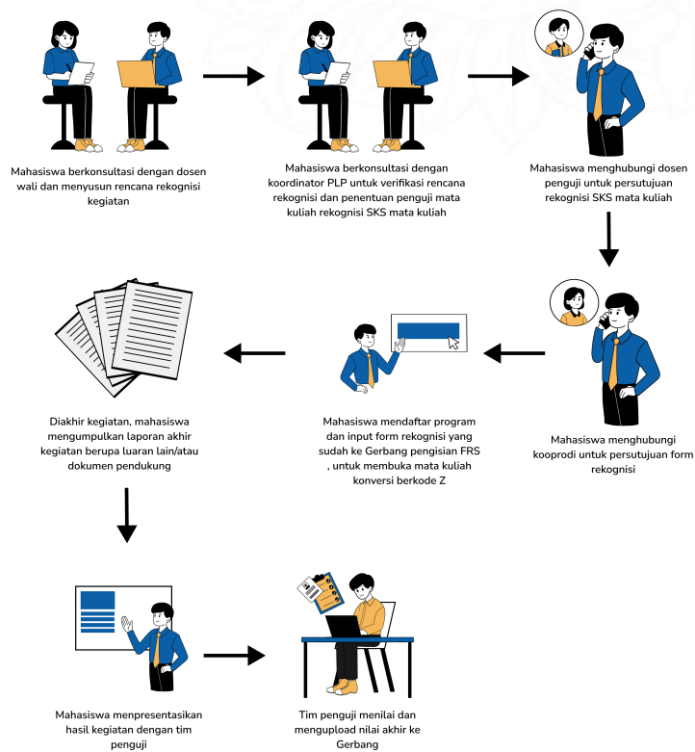 Mahasiswa berkonsultasi dengan dosen
wali dan menyusun rencana rekognisi
kegiatan
Mahasiswa berkonsultasi dengan
koordinator PLP untuk verifikasi rencana
rekognisi dan penentuan penguji mata
kuliah rekognisi SKS mata kuliah
Mahasiswa menghubungi dosen
penguji untuk persutujuan
rekognisi SKS mata kuliah
Mahasiswa menghubungi
kooprodi untuk persutujuan form
rekognisi
Mahasiswa mendaftar program
dan input form rekognisi yang
sudah ke Gerbang pengisian FRS
, untuk membuka mata kuliah
konversi berkode Z
Diakhir kegiatan, mahasiswa
mengumpulkan laporan akhir
kegiatan berupa luaran lain/atau
dokumen pendukung
Mahasiswa menpresentasikan
hasil kegiatan dengan tim
penguji
Tim penguji menilai dan
mengupload nilai akhir ke
Gerbang